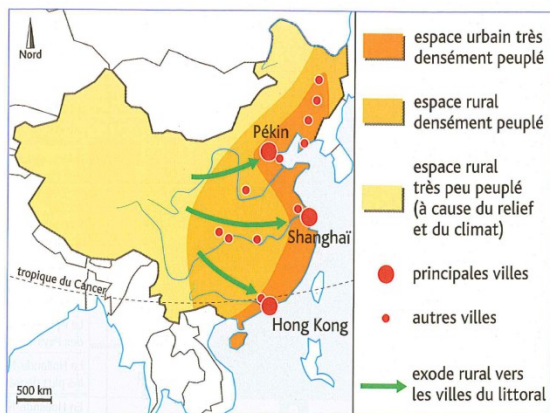 Nord
Pékin
Shanghaï
tropique du Cancer
Hong Kong
500 km
espace urbain très
densément peuplé
espace rural
densément peuplé
espace rural
très peu peuplé
(à cause du relief
et du climat)
principales villes
autres villes
exode rural vers
les villes du littoral